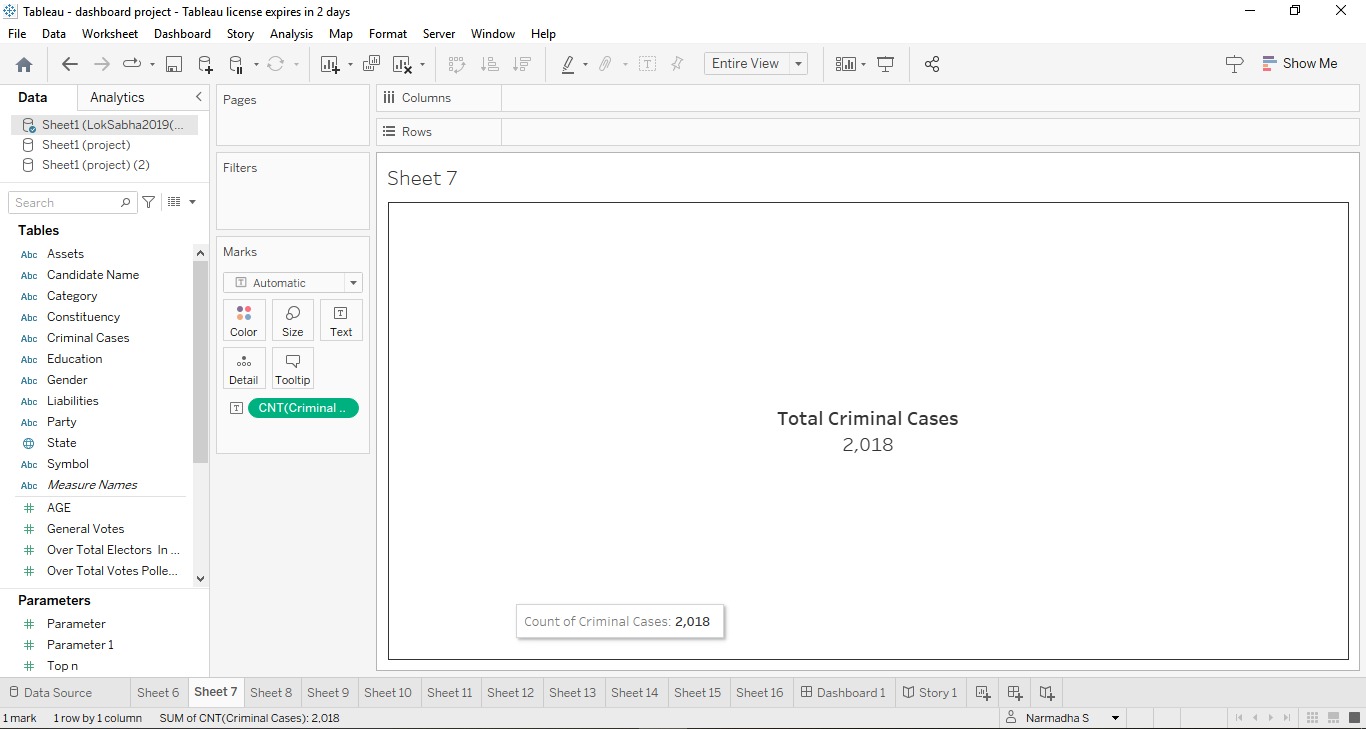 Tableau - dashboard project - Tableau license expires in 2 days
File Data Worksheet Dashboard Story Analysis Map Format Server Window Help
Entire View
Show Me
Data Analytics
Sheet1 (LokSabha2019(...
Sheet1 (project)
Sheet1 (project) (2)
Search
Tables
Abc Assets
Abc Candidate Name
Abc Category
Abc Constituency
Abc Criminal Cases
Abc Education
Abc Gender
Abc Liabilities
Abc Party
State
Abc Symbol
Abc Measure Names
# AGE
# General Votes
# Over Total Electors In ...
# Over Total Votes Polle...
Parameters
# Parameter
# Parameter 1
# Top n
Pages
Filters
Marks
T Automatic
Color Size T Text
Detail Tooltip
T CNT(Criminal ..
Columns
Rows
Sheet 7
Total Criminal Cases
2,018
Count of Criminal Cases: 2,018
Data Source Sheet 6 Sheet 7 Sheet 8 Sheet 9 Sheet 10 Sheet 11 Sheet 12 Sheet 13 Sheet 14 Sheet 15 Sheet 16 Dashboard 1 Story 1
1 mark 1 row by 1 column SUM of CNT(Criminal Cases): 2,018 Narmadha S